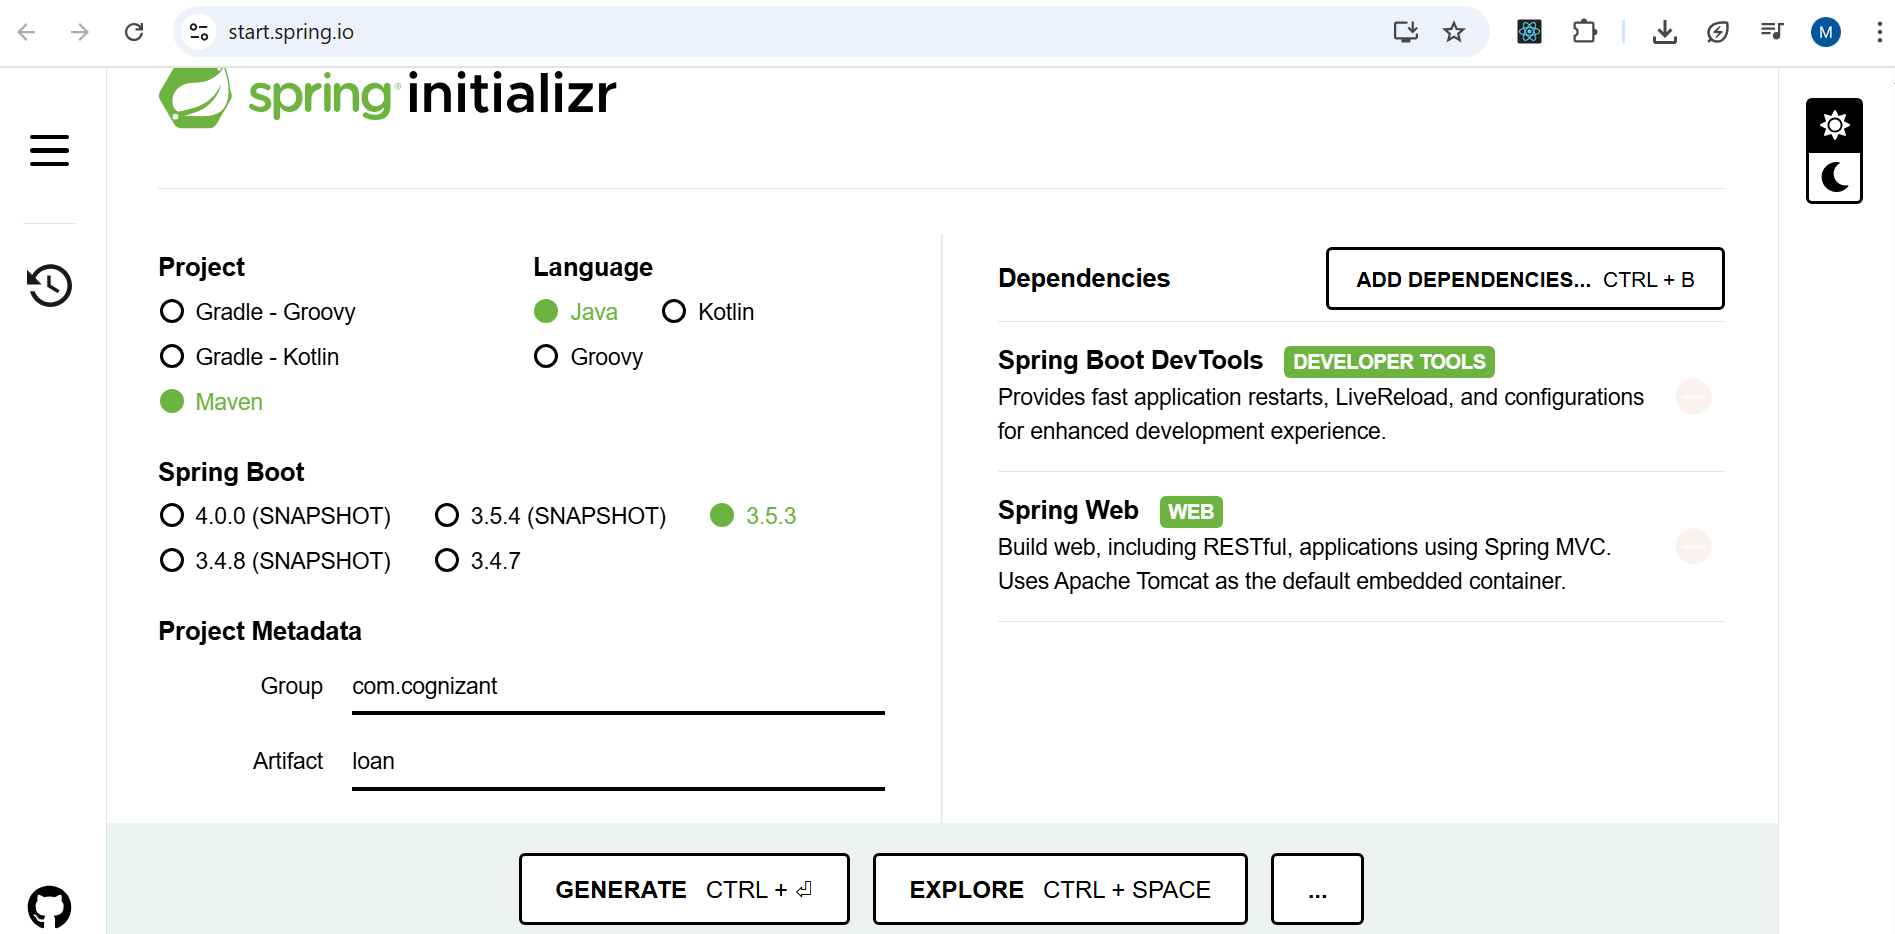 start.spring.io
M
spring® initializr
Project
Gradle - Groovy
Gradle - Kotlin
Maven
Language
Java
Kotlin
Groovy
Spring Boot
4.0.0 (SNAPSHOT)
3.5.4 (SNAPSHOT)
3.5.3
3.4.8 (SNAPSHOT)
3.4.7
Project Metadata
Group
com.cognizant
Artifact
loan
Dependencies
ADD DEPENDENCIES... CTRL + B
Spring Boot DevTools DEVELOPER TOOLS
Provides fast application restarts, LiveReload, and configurations
for enhanced development experience.
Spring Web WEB
Build web, including RESTful, applications using Spring MVC.
Uses Apache Tomcat as the default embedded container.
GENERATE CTRL + ⏎
EXPLORE CTRL + SPACE
...